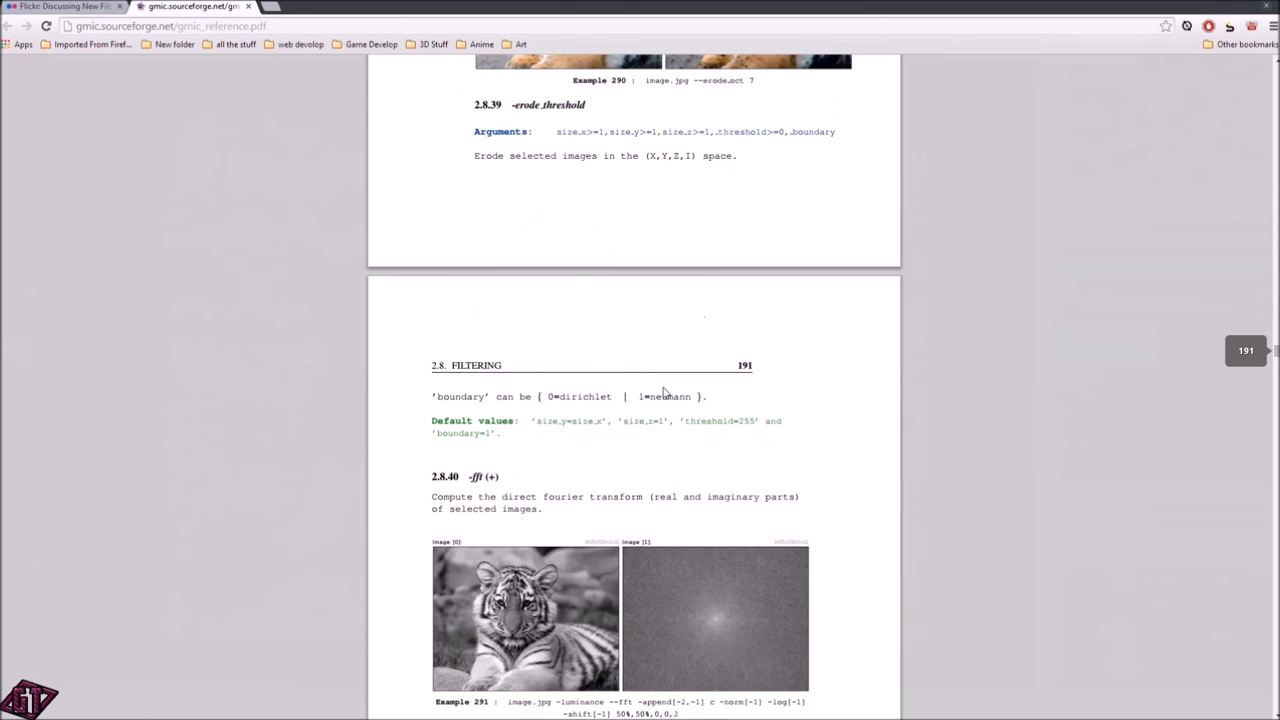 Flickr: Discussing New Filt
gmic.sourceforge.net/gm
gmic.sourceforge.net/gmic_reference.pdf
Apps
Imported From Firef...
New folder
all the stuff
web devolop
Game Develop
3D Stuff
Anime
Art
Other bookmarks
Example 290 : image.jpg --erode_oct 7
2.8.39 -erode_threshold
Arguments: size_x>=1,size_y>=1,size_z>=1,_threshold>=0,_boundary
Erode selected images in the (X,Y,Z,I) space.
191
2.8. FILTERING 191
'boundary' can be { 0=dirichlet | 1=neumann }.
Default values: 'size_y=size_x', 'size_z=1', 'threshold=255' and
'boundary=1'.
2.8.40 -fft (+)
Compute the direct fourier transform (real and imaginary parts)
of selected images.
Image [0]:
Image [1]:
Example 291 : image.jpg -luminance --fft -append[-2,-1] c -norm[-1] -log[-1]
-shift[-1] 50%,50%,0,0,2
GT